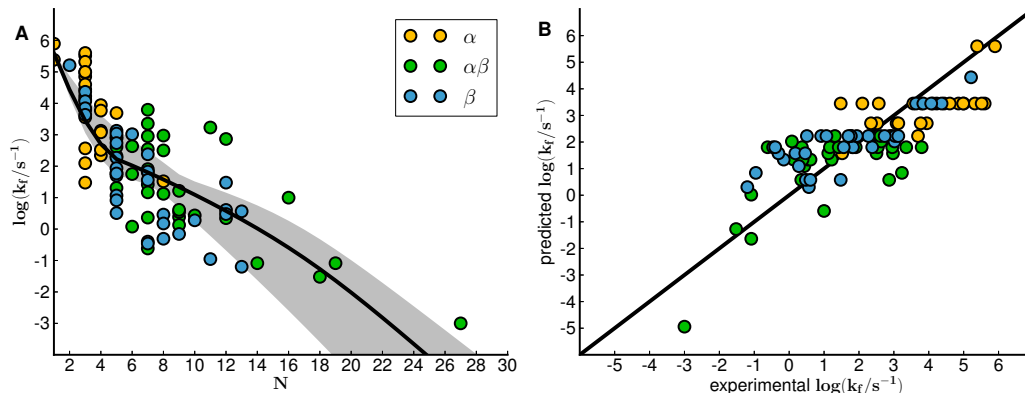 A
log(k_f/s⁻¹)
6
5
4
3
2
1
0
-1
-2
-3
2 4 6 8 10 12 14 16 18 20 22 24 26 28 30
N
α
αβ
β
B
predicted log(k_f/s⁻¹)
6
5
4
3
2
1
0
-1
-2
-3
-4
-5
-5 -4 -3 -2 -1 0 1 2 3 4 5 6
experimental log(k_f/s⁻¹)